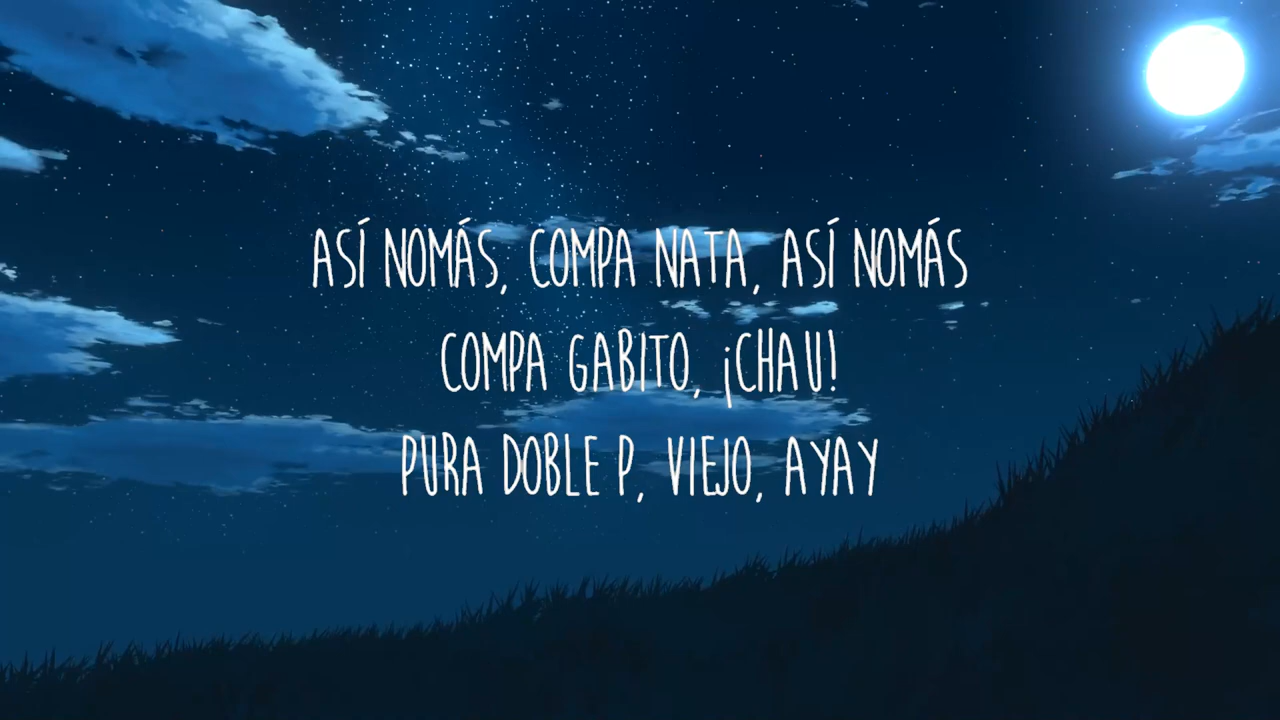 ASÍ NOMÁS, COMPA NATA, ASÍ NOMÁS
COMPA GABITO, ¡CHAU!
PURA DOBLE P, VIEJO, AYAY